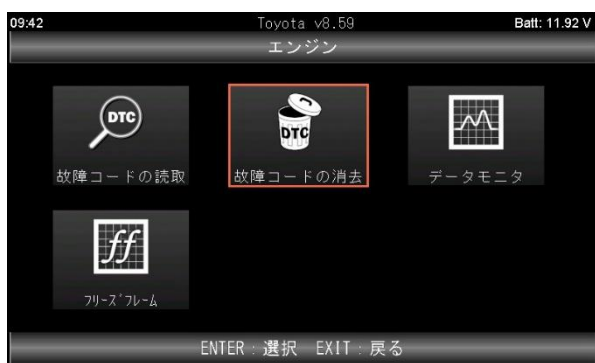 09:42 Toyota v8.59 Batt: 11.92 V
エンジン
DTC
DTC
故障コードの読取 故障コードの消去 データモニタ
ff
フリーズフレーム
ENTER:選択 EXIT:戻る